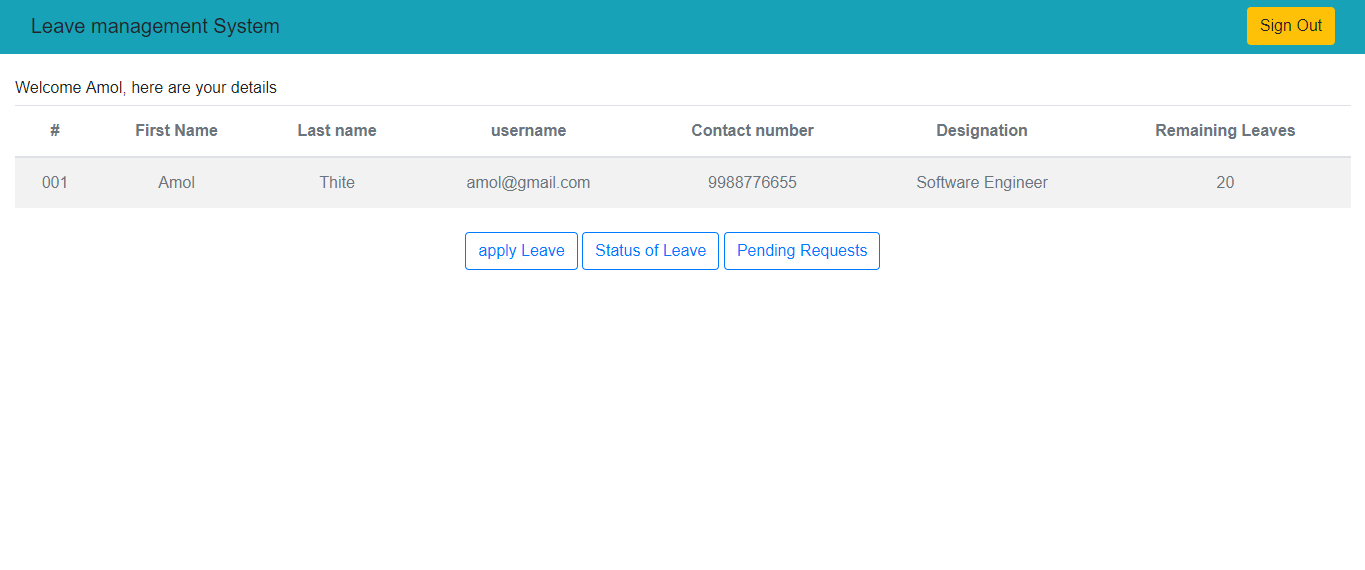 Leave management System Sign Out
Welcome Amol, here are your details
# First Name Last name username Contact number Designation Remaining Leaves
001 Amol Thite amol@gmail.com 9988776655 Software Engineer 20
apply Leave Status of Leave Pending Requests